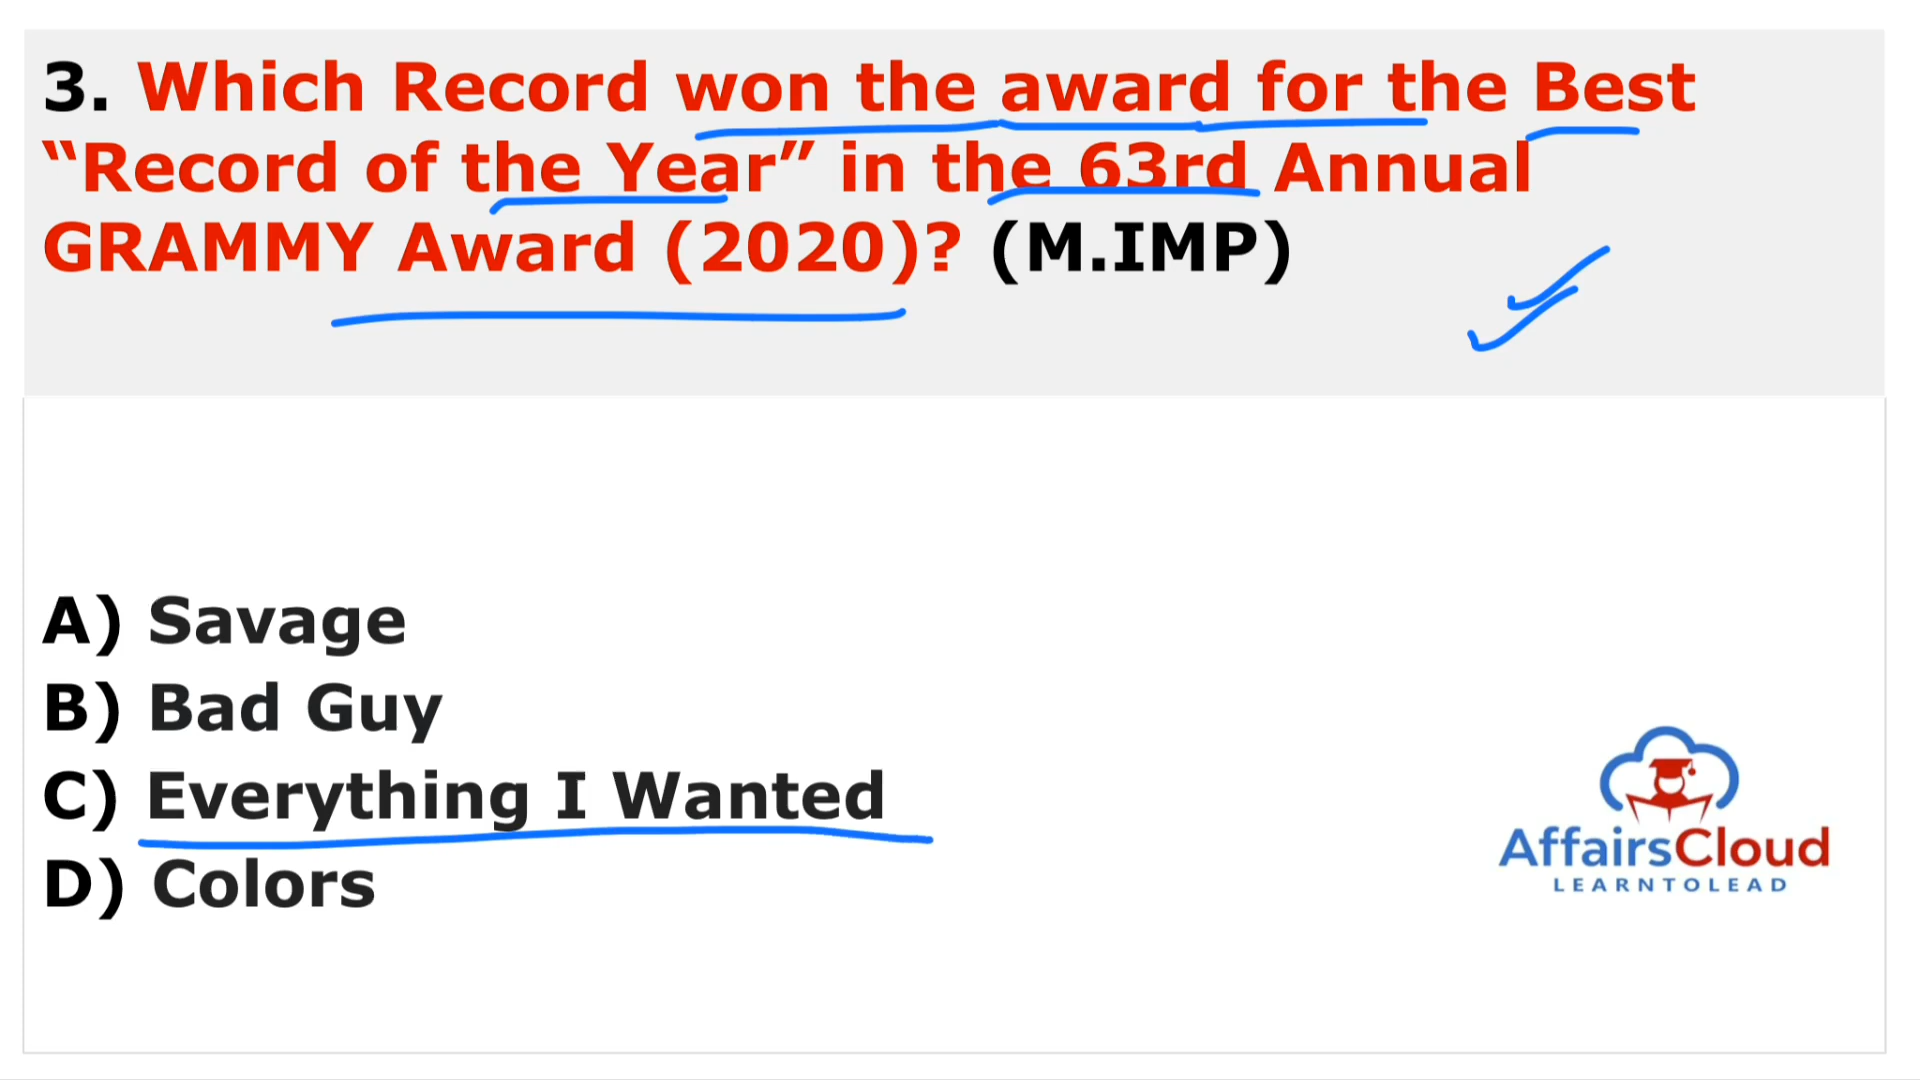 3. Which Record won the award for the Best
“Record of the Year” in the 63rd Annual
GRAMMY Award (2020)? (M.IMP)
A) Savage
B) Bad Guy
C) Everything I Wanted
D) Colors
AffairsCloud
LEARNTOLEAD